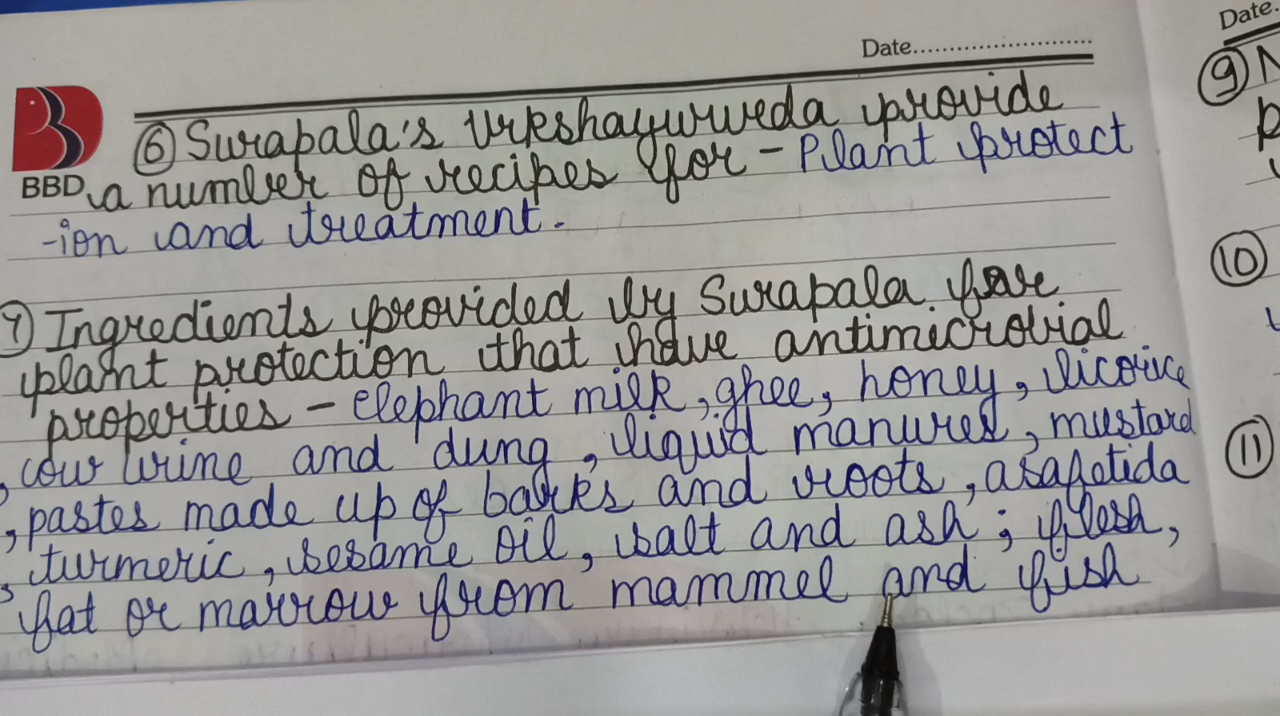 Date..............................
BBD
⑥ Surapala's Vrkshayurveda provide
a number of recipes for - Plant protect
-ion and treatment.
⑦ Ingredients provided by Surapala for
plant protection that have antimicrobial
properties - elephant milk, ghee, honey, licorice
, cow urine and dung, liquid manures, mustard
, pastes made up of barks and roots, asafetida
, turmeric, sesame oil, salt and ash; flesh,
fat or marrow from mammel and fish
Date.
⑨
⑩
⑪